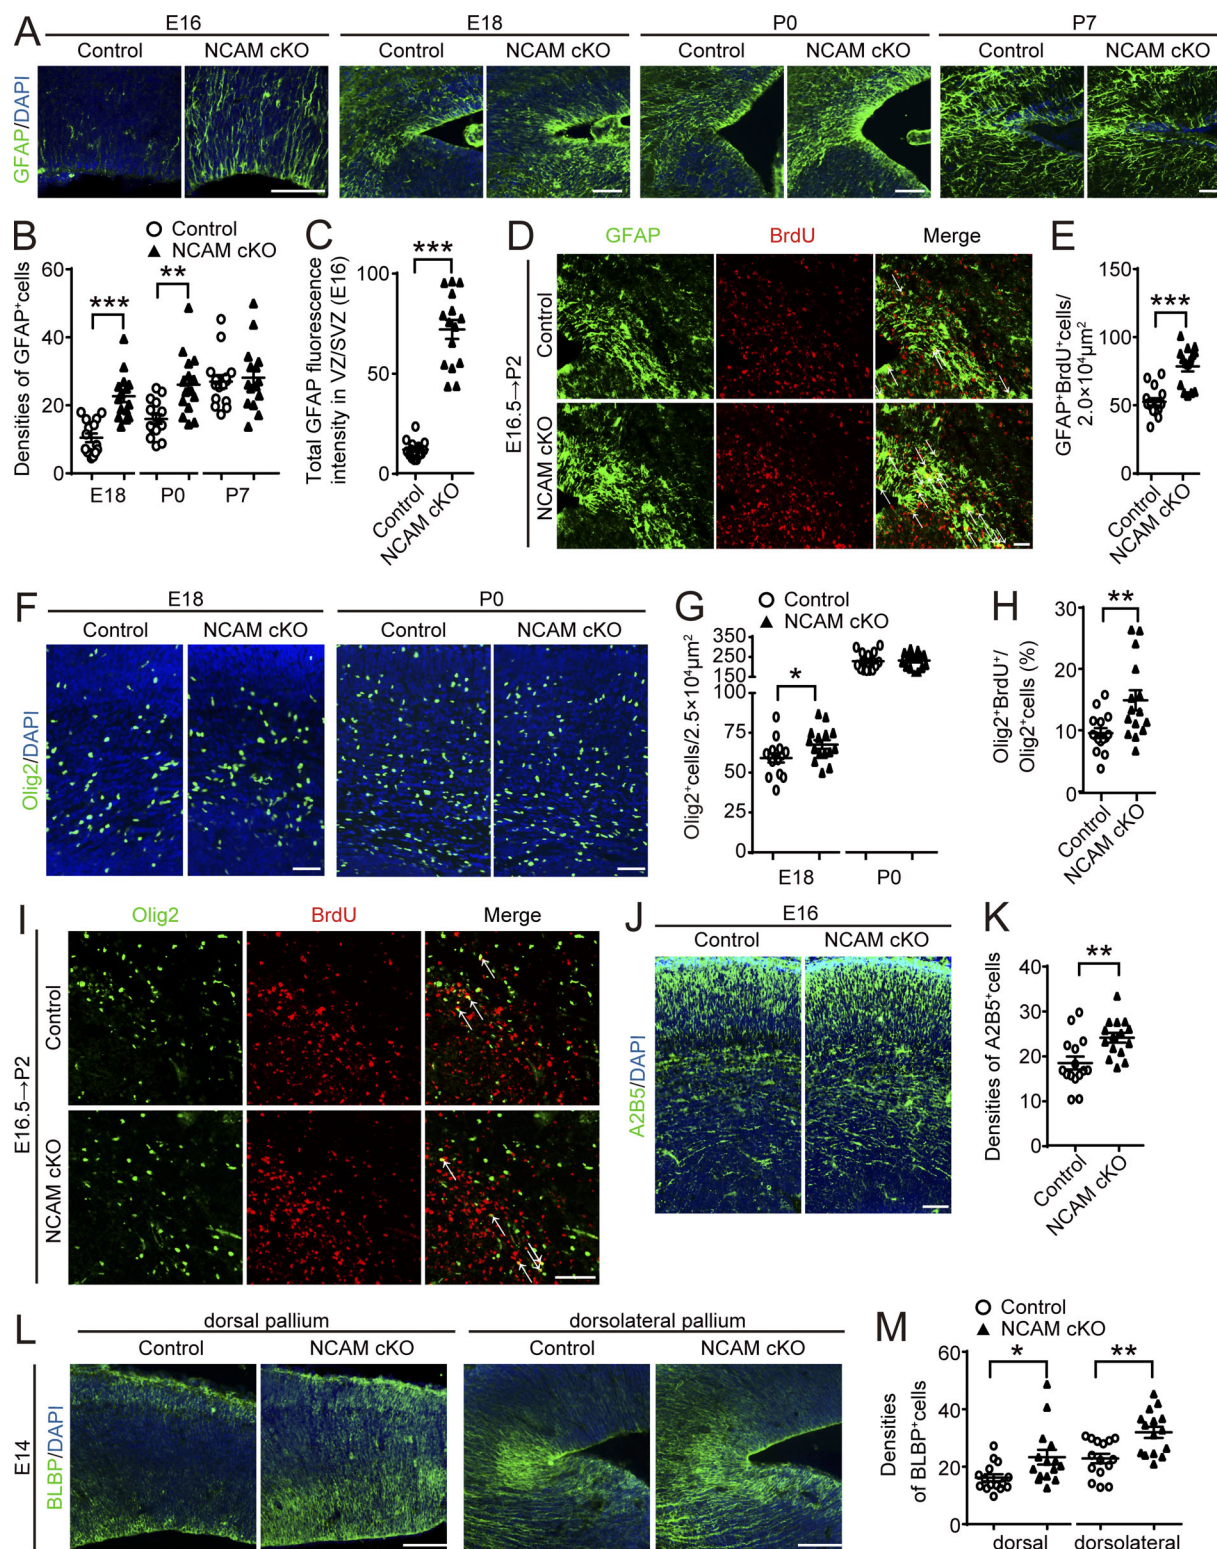 A
E16 E18 P0 P7
Control NCAM cKO Control NCAM cKO Control NCAM cKO Control NCAM cKO
GFAP/DAPI
B
Control
NCAM cKO
Densities of GFAP⁺cells
60
40
20
0
*** **
E18 P0 P7
C
Total GFAP fluorescence
intensity in VZ/SVZ (E16)
100
50
0
***
Control
NCAM cKO
D
GFAP BrdU Merge
E16.5→P2
Control
NCAM cKO
E
GFAP⁺BrdU⁺cells/
2.0×10⁴μm²
150
100
50
0
***
Control
NCAM cKO
F
E18 P0
Control NCAM cKO Control NCAM cKO
Olig2/DAPI
G
Control
NCAM cKO
Olig2⁺cells/2.5×10⁴μm²
350
250
150
100
75
50
25
0
*
E18 P0
H
Olig2⁺BrdU⁺/
Olig2⁺cells (%)
30
20
10
0
**
Control
NCAM cKO
I
Olig2 BrdU Merge
E16.5→P2
Control
NCAM cKO
J
E16
Control NCAM cKO
A2B5/DAPI
K
Densities of A2B5⁺cells
40
30
20
10
0
**
Control
NCAM cKO
L
dorsal pallium dorsolateral pallium
Control NCAM cKO Control NCAM cKO
E14
BLBP/DAPI
M
Control
NCAM cKO
Densities
of BLBP⁺cells
60
40
20
0
* **
dorsal dorsolateral